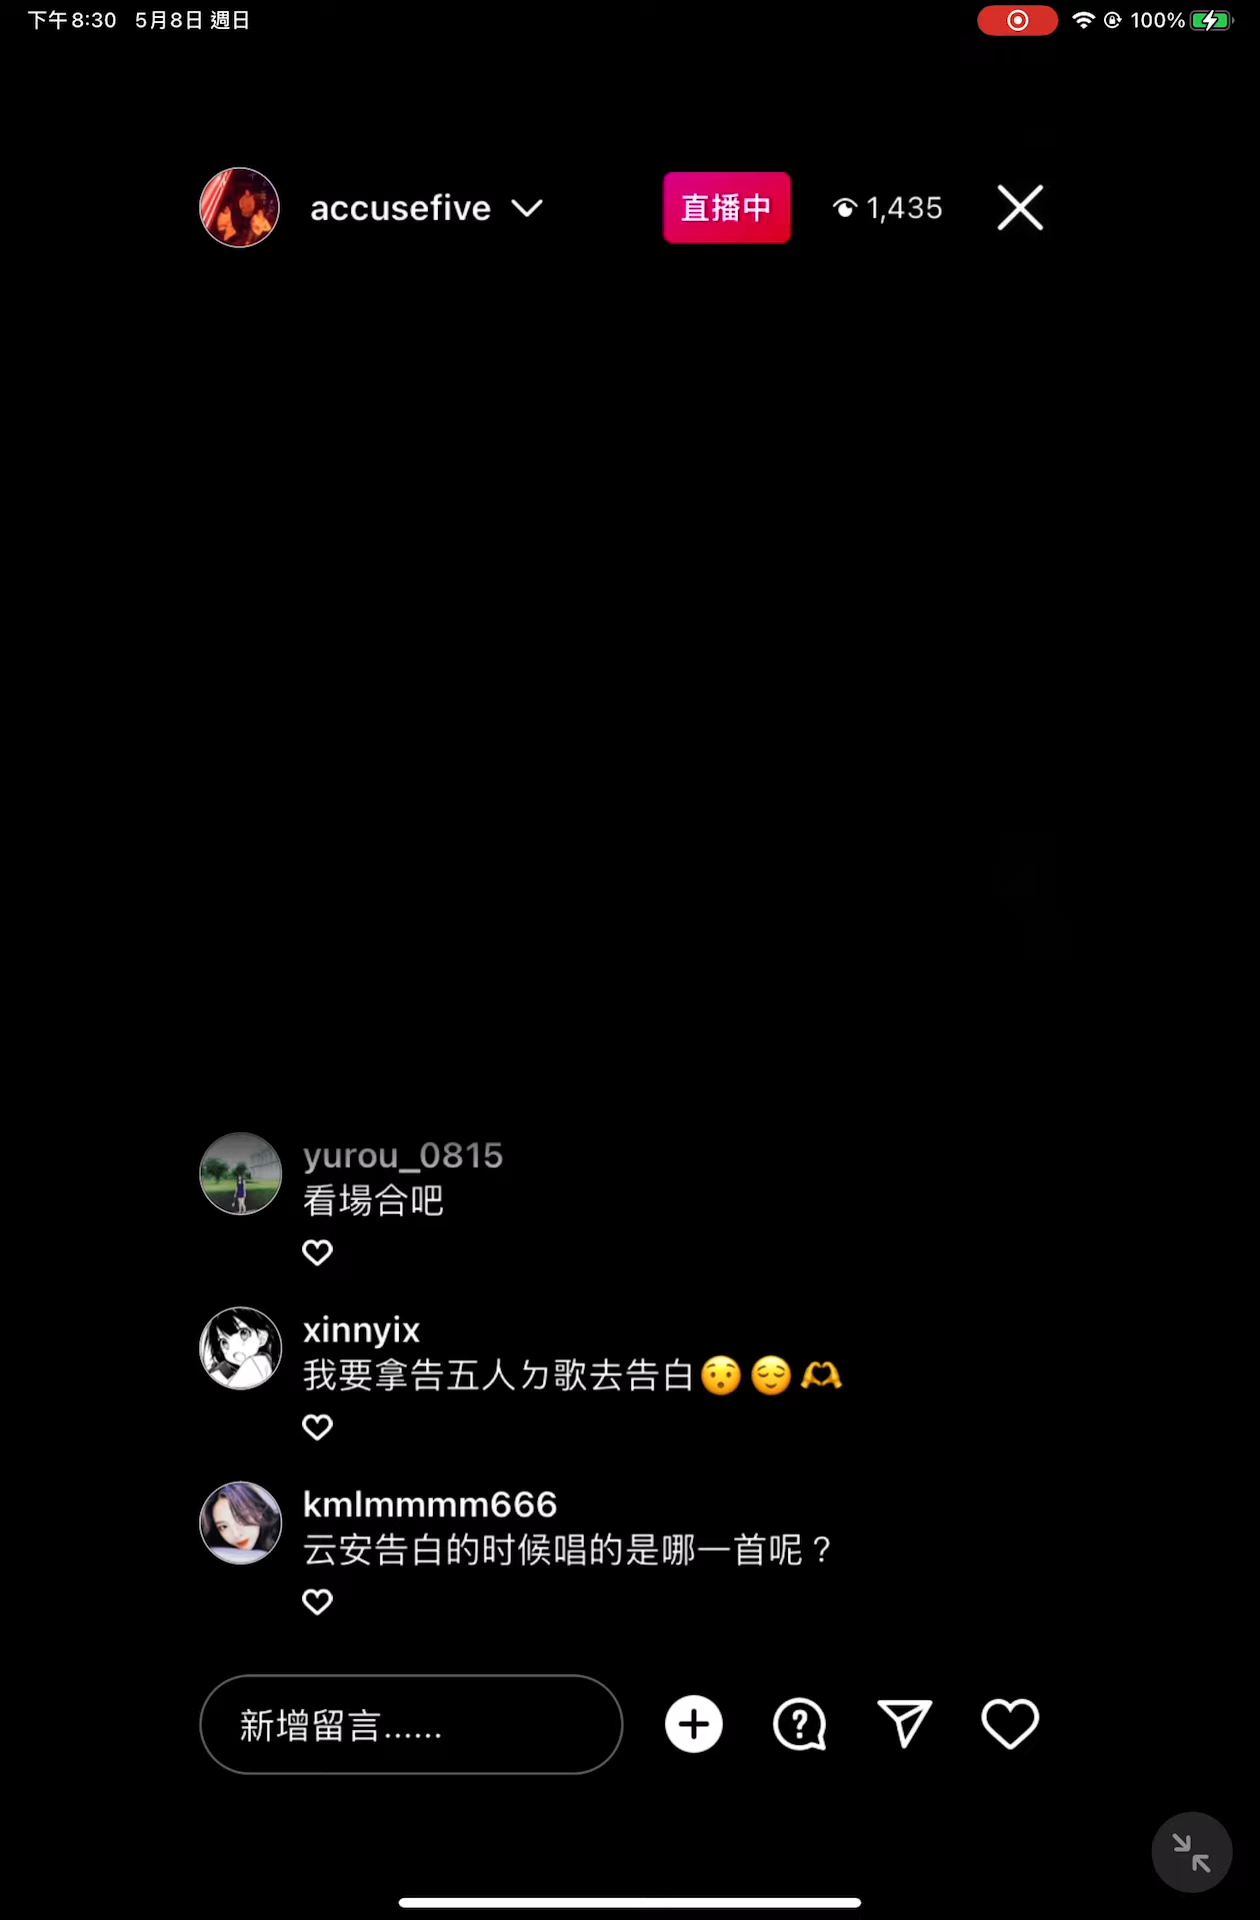 下午8:30 5月8日 週日
100%
accusefive
直播中
1,435
yurou_0815
看場合吧
xinnyix
我要拿告五人ㄉ歌去告白😯😌🫶
kmlmmmm666
云安告白的时候唱的是哪一首呢？
新增留言......